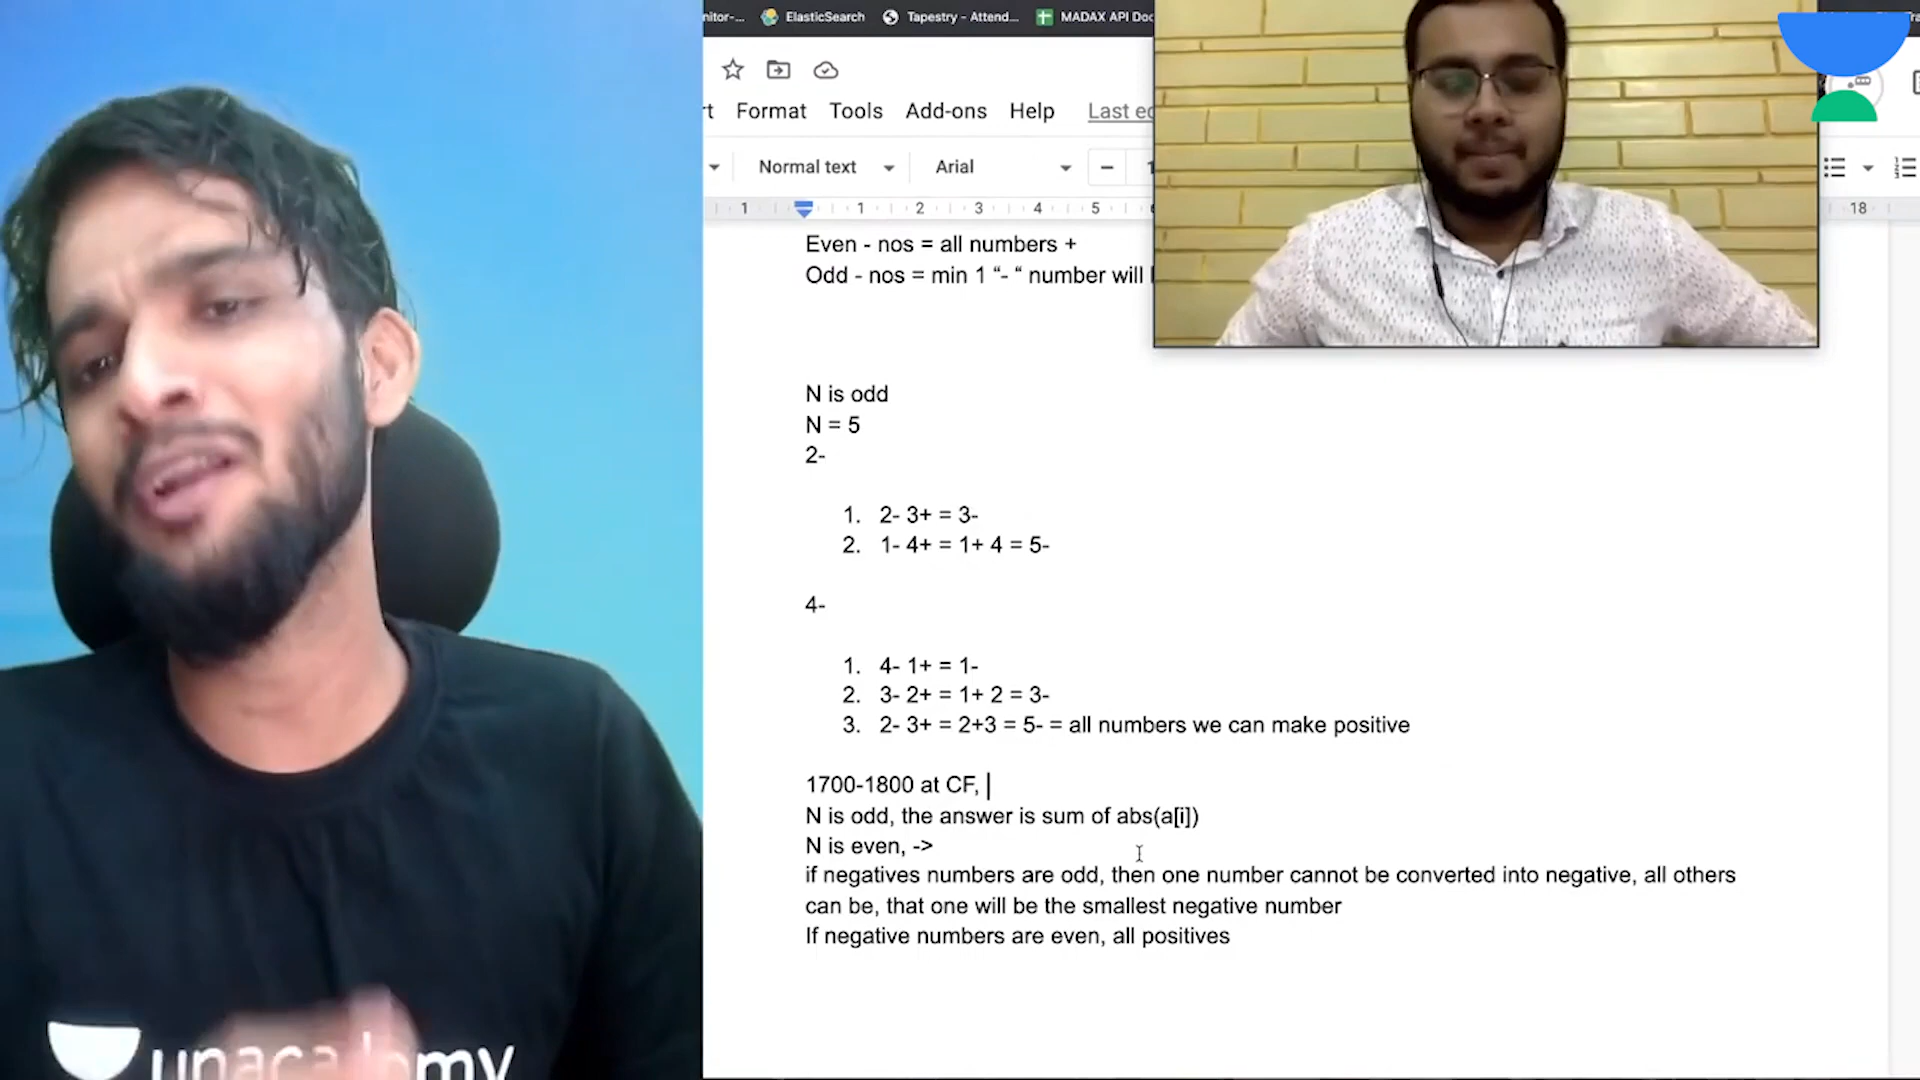 nitor-... ElasticSearch Tapestry - Attend... MADAX API Doc
Format Tools Add-ons Help Last ed
Normal text Arial
1 1 2 3 4 5 18
Even - nos = all numbers +
Odd - nos = min 1 “- “ number will
N is odd
N = 5
2-
1. 2- 3+ = 3-
2. 1- 4+ = 1+ 4 = 5-
4-
1. 4- 1+ = 1-
2. 3- 2+ = 1+ 2 = 3-
3. 2- 3+ = 2+3 = 5- = all numbers we can make positive
1700-1800 at CF,
N is odd, the answer is sum of abs(a[i])
N is even, ->
if negatives numbers are odd, then one number cannot be converted into negative, all others
can be, that one will be the smallest negative number
If negative numbers are even, all positives
unacademy